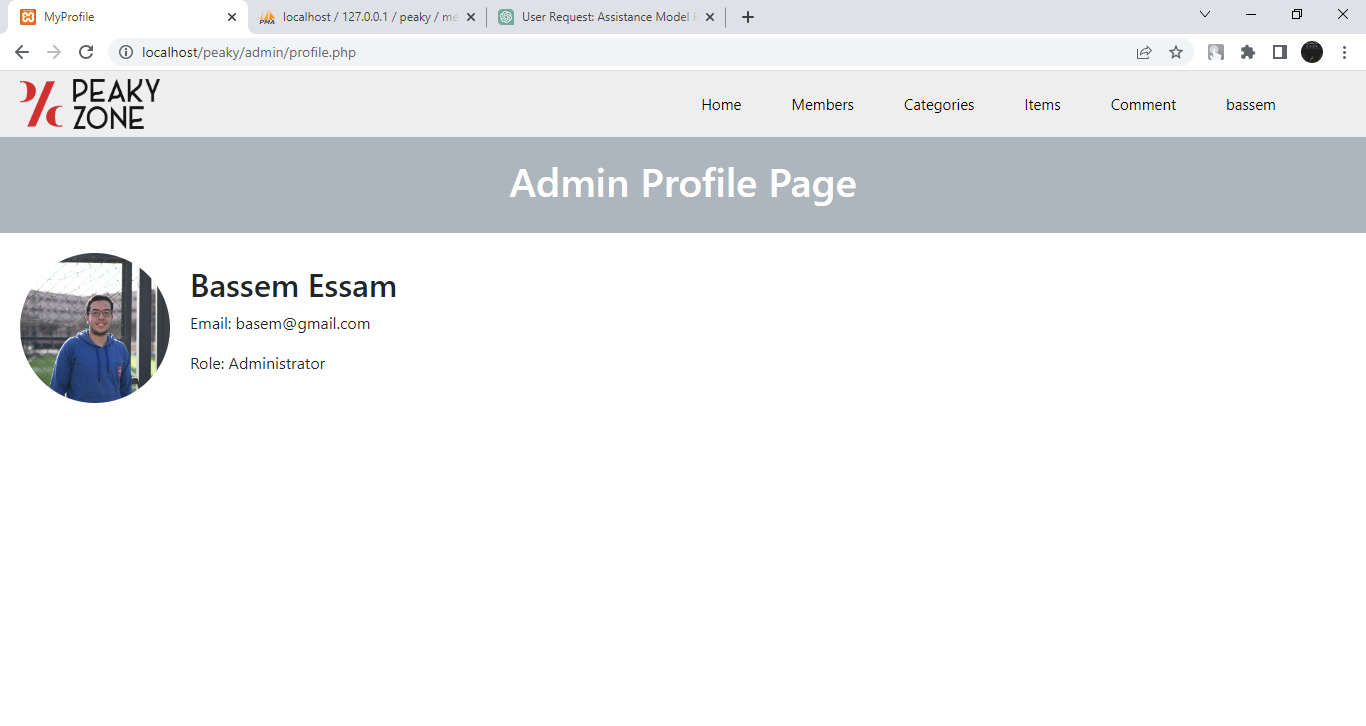 MyProfile
localhost / 127.0.0.1 / peaky / me
User Request: Assistance Model
localhost/peaky/admin/profile.php
PEAKY
ZONE
Home Members Categories Items Comment bassem
Admin Profile Page
Bassem Essam
Email: basem@gmail.com
Role: Administrator